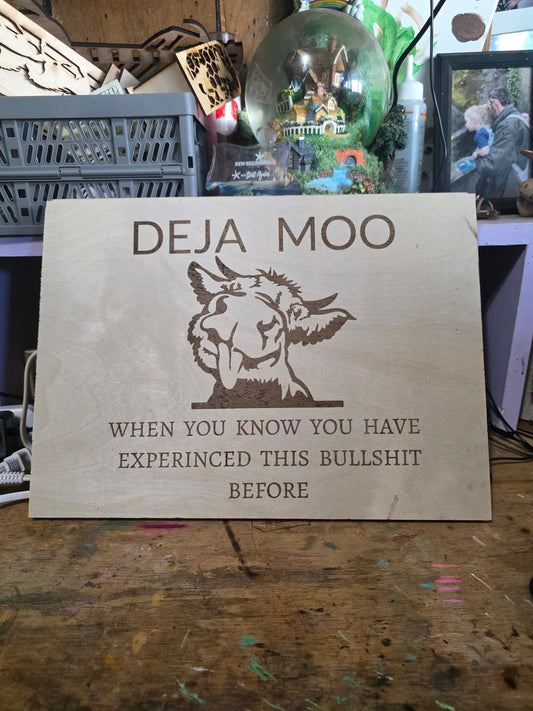 DEJA MOO
WHEN YOU KNOW YOU HAVE
EXPERINCED THIS BULLSHIT
BEFORE